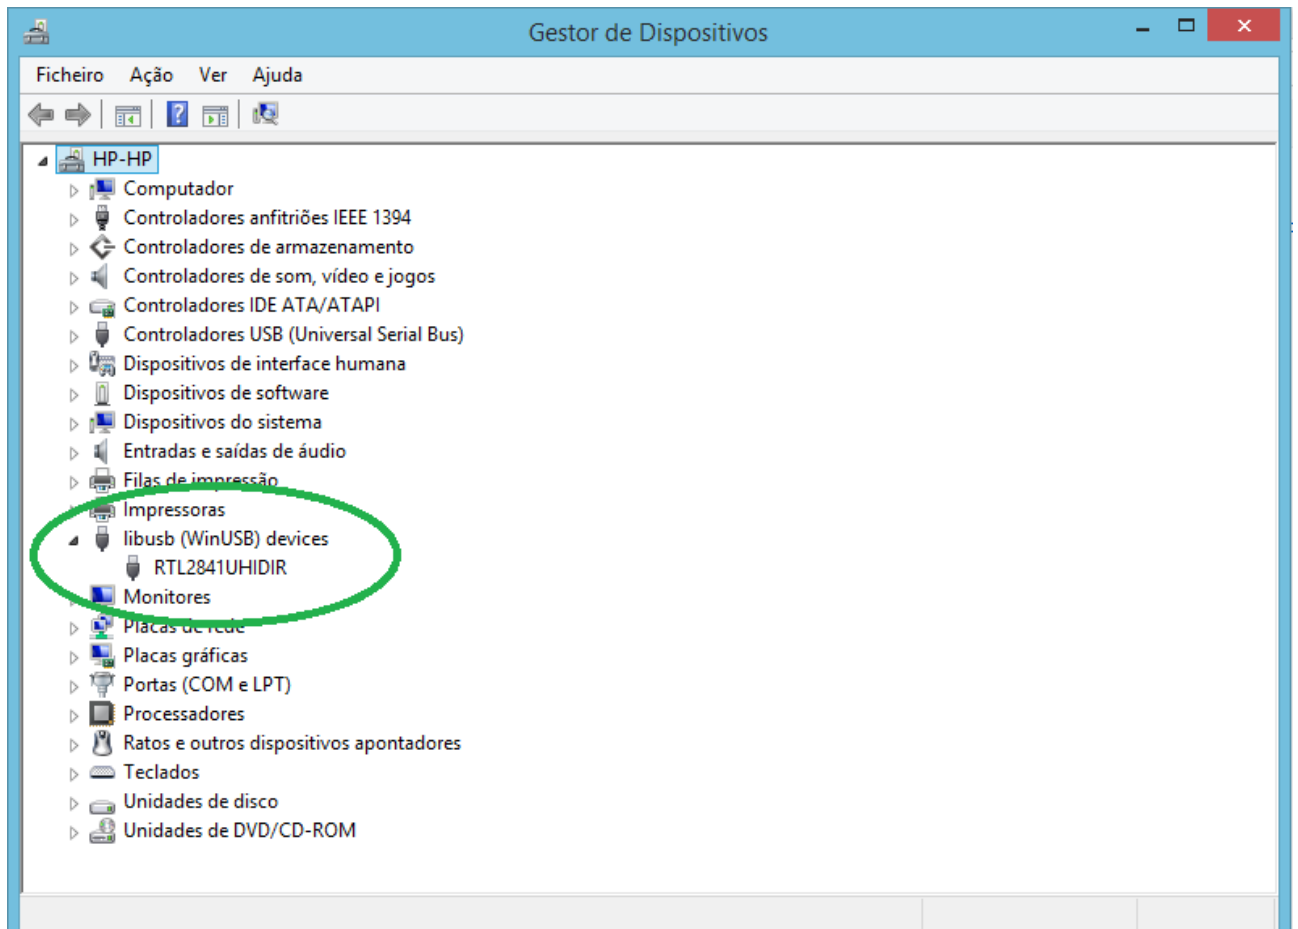 Gestor de Dispositivos
Ficheiro Ação Ver Ajuda
HP-HP
Computador
Controladores anfitriões IEEE 1394
Controladores de armazenamento
Controladores de som, vídeo e jogos
Controladores IDE ATA/ATAPI
Controladores USB (Universal Serial Bus)
Dispositivos de interface humana
Dispositivos de software
Dispositivos do sistema
Entradas e saídas de áudio
Filas de impressão
Impressoras
libusb (WinUSB) devices
RTL2841UHIDIR
Monitores
Placas de rede
Placas gráficas
Portas (COM e LPT)
Processadores
Ratos e outros dispositivos apontadores
Teclados
Unidades de disco
Unidades de DVD/CD-ROM